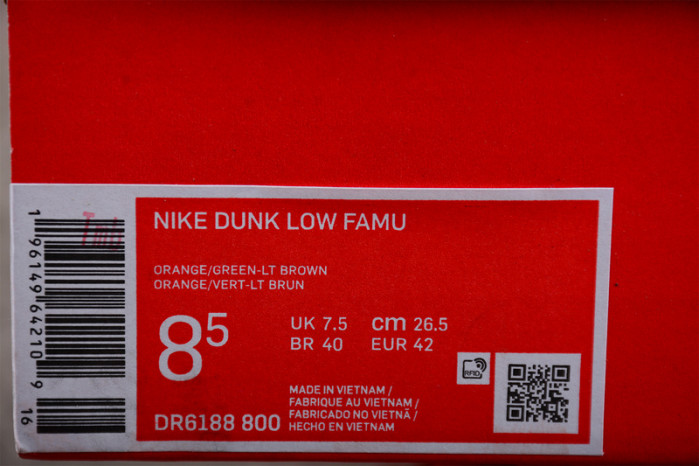 NIKE DUNK LOW FAMU
ORANGE/GREEN-LT BROWN
ORANGE/VERT-LT BRUN
8⁵
UK 7.5 cm 26.5
BR 40 EUR 42
RFID
MADE IN VIETNAM /
FABRIQUE AU VIETNAM /
FABRICADO NO VIETNÃ /
HECHO EN VIETNAM
DR6188 800
1 96149 64210 9
16